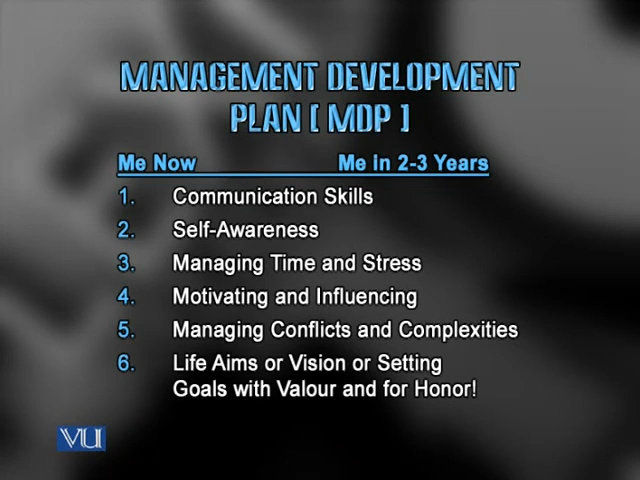 MANAGEMENT DEVELOPMENT
PLAN [ MDP ]
Me Now Me in 2-3 Years
1. Communication Skills
2. Self-Awareness
3. Managing Time and Stress
4. Motivating and Influencing
5. Managing Conflicts and Complexities
6. Life Aims or Vision or Setting
Goals with Valour and for Honor!
VU